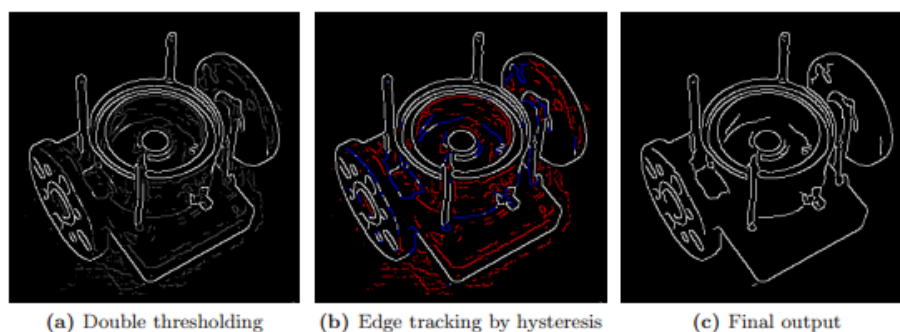 (a) Double thresholding
(b) Edge tracking by hysteresis
(c) Final output